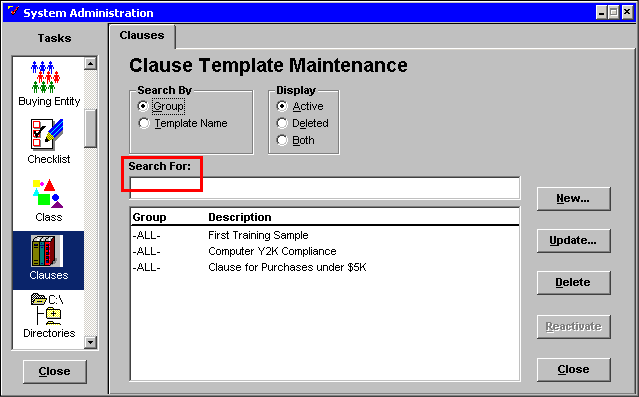 System Administration
Tasks
Buying Entity
Checklist
Class
Clauses
C:\
Directories
Close
Clauses
Clause Template Maintenance
Search By
Group
Template Name
Display
Active
Deleted
Both
Search For:
Group Description
-ALL- First Training Sample
-ALL- Computer Y2K Compliance
-ALL- Clause for Purchases under $5K
New...
Update...
Delete
Reactivate
Close